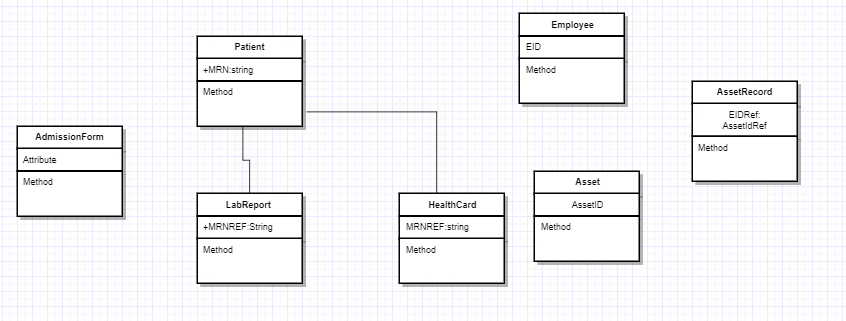 Employee
EID
Method
Patient
+MRN:string
Method
AssetRecord
EIDRef:
AssetIdRef
Method
AdmissionForm
Attribute
Method
Asset
AssetID
Method
LabReport
+MRNREF:String
Method
HealthCard
MRNREF:string
Method